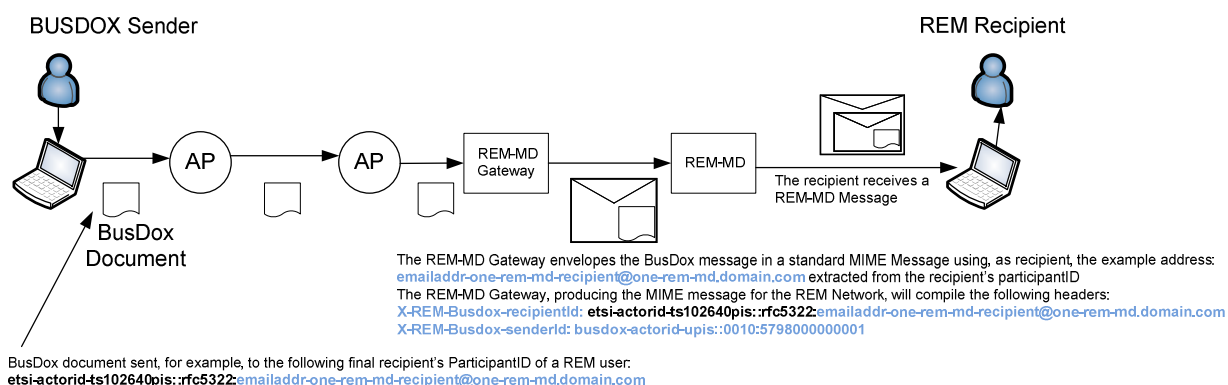 BUSDOX Sender
REM Recipient
AP
AP
REM-MD
Gateway
REM-MD
The recipient receives a
REM-MD Message
BusDox
Document
The REM-MD Gateway envelopes the BusDox message in a standard MIME Message using, as recipient, the example address:
emailaddr-one-rem-md-recipient@one-rem-md.domain.com extracted from the recipient's participantID
The REM-MD Gateway, producing the MIME message for the REM Network, will compile the following headers:
X-REM-Busdox-recipientId: etsi-actorid-ts102640pis::rfc5322:emailaddr-one-rem-md-recipient@one-rem-md.domain.com
X-REM-Busdox-senderId: busdox-actorid-upis::0010:5798000000001
BusDox document sent, for example, to the following final recipient's ParticipantID of a REM user:
etsi-actorid-ts102640pis::rfc5322:emailaddr-one-rem-md-recipient@one-rem-md.domain.com